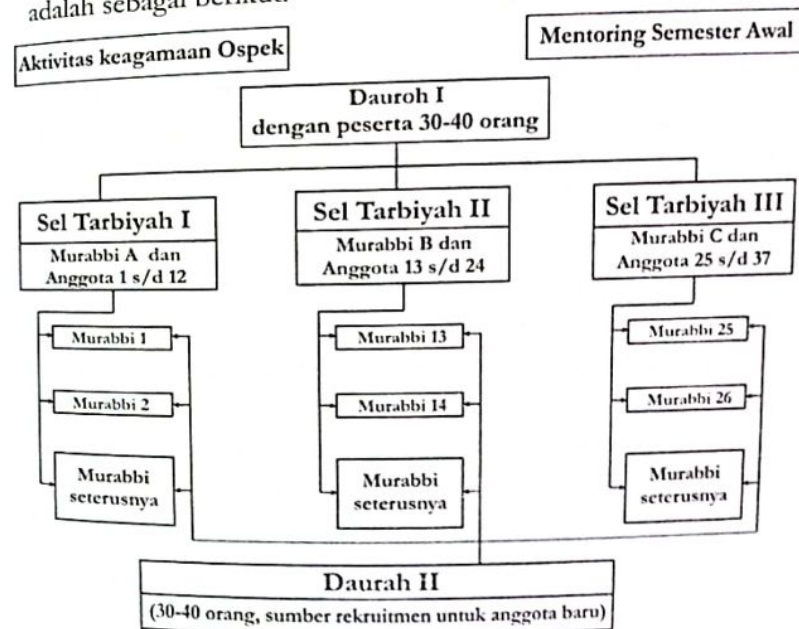 adalah sebagai berikut.
Aktivitas keagamaan Ospek
Mentoring Semester Awal
Dauroh I
dengan peserta 30-40 orang
Sel Tarbiyah I
Murabbi A dan
Anggota 1 s/d 12
Sel Tarbiyah II
Murabbi B dan
Anggota 13 s/d 24
Sel Tarbiyah III
Murabbi C dan
Anggota 25 s/d 37
Murabbi 1
Murabbi 2
Murabbi
seterusnya
Murabbi 13
Murabbi 14
Murabbi
seterusnya
Murabbi 25
Murabbi 26
Murabbi
seterusnya
Daurah II
(30-40 orang, sumber rekruitmen untuk anggota baru)